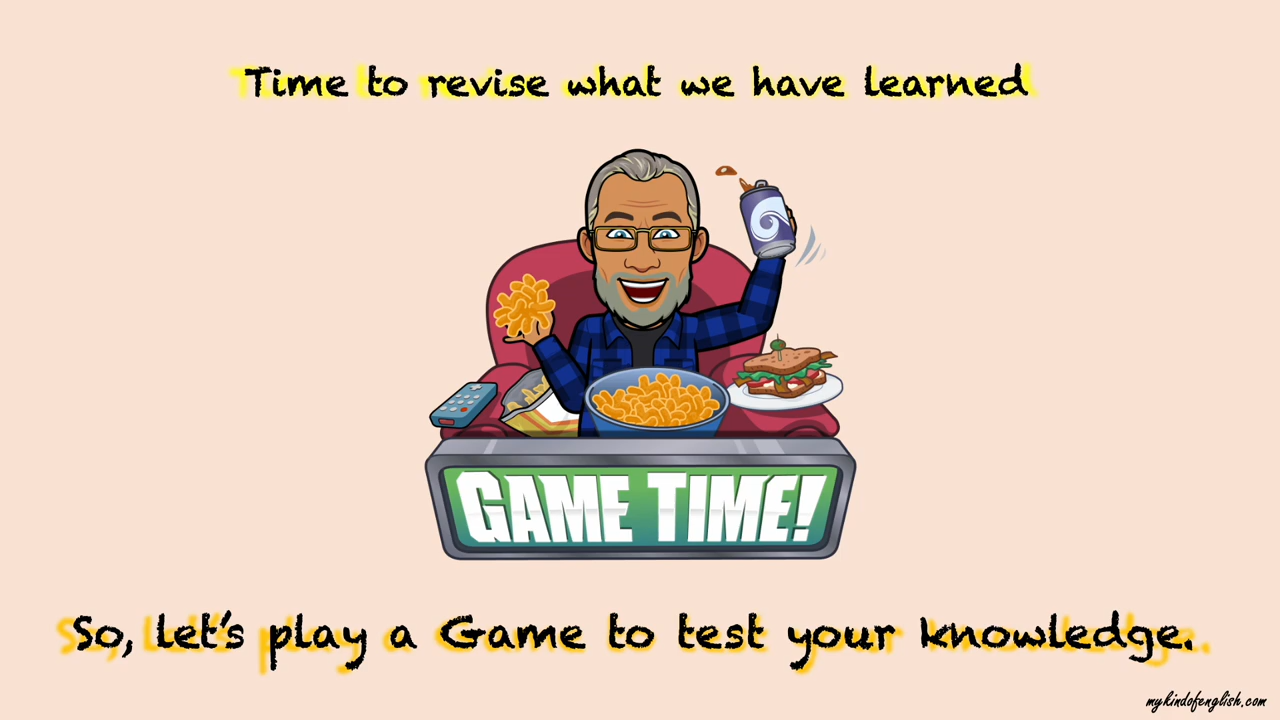 Time to revise what we have learned
GAME TIME!
So, let's play a Game to test your knowledge.
mykindofenglish.com